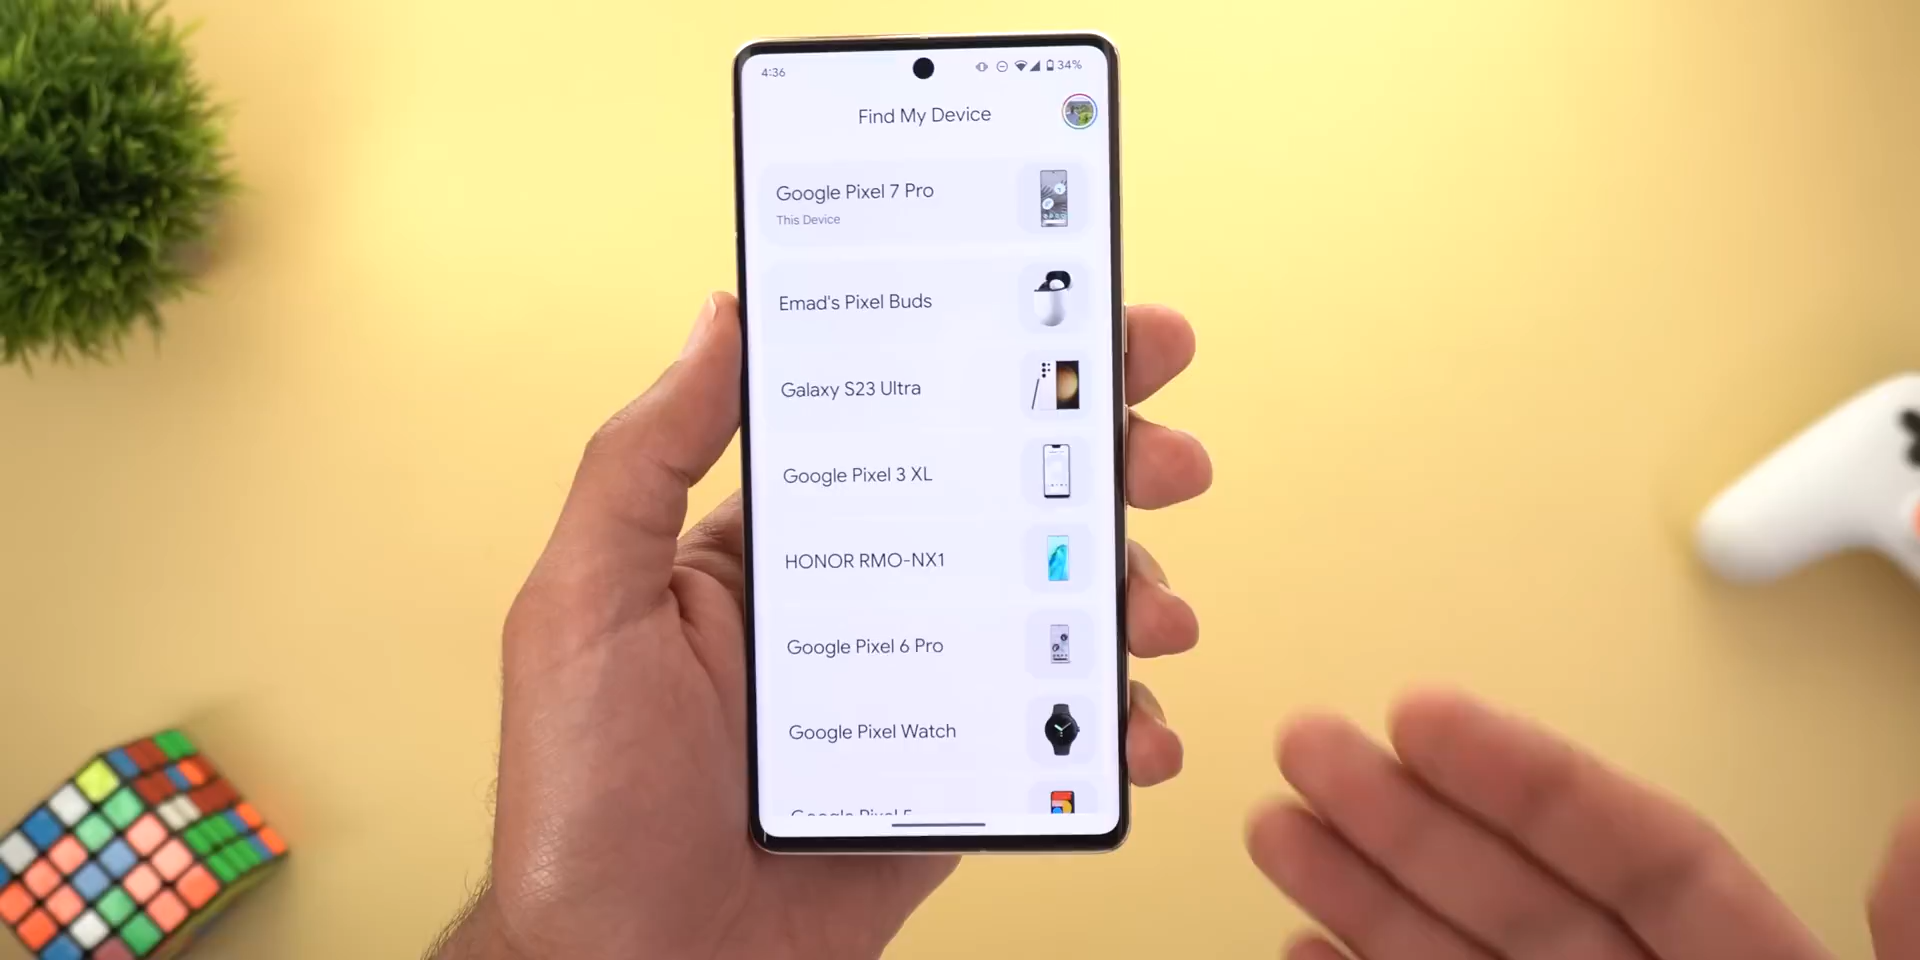 4:36
34%
Find My Device
Google Pixel 7 Pro
This Device
Emad's Pixel Buds
Galaxy S23 Ultra
Google Pixel 3 XL
HONOR RMO-NX1
Google Pixel 6 Pro
Google Pixel Watch
Google Pixel